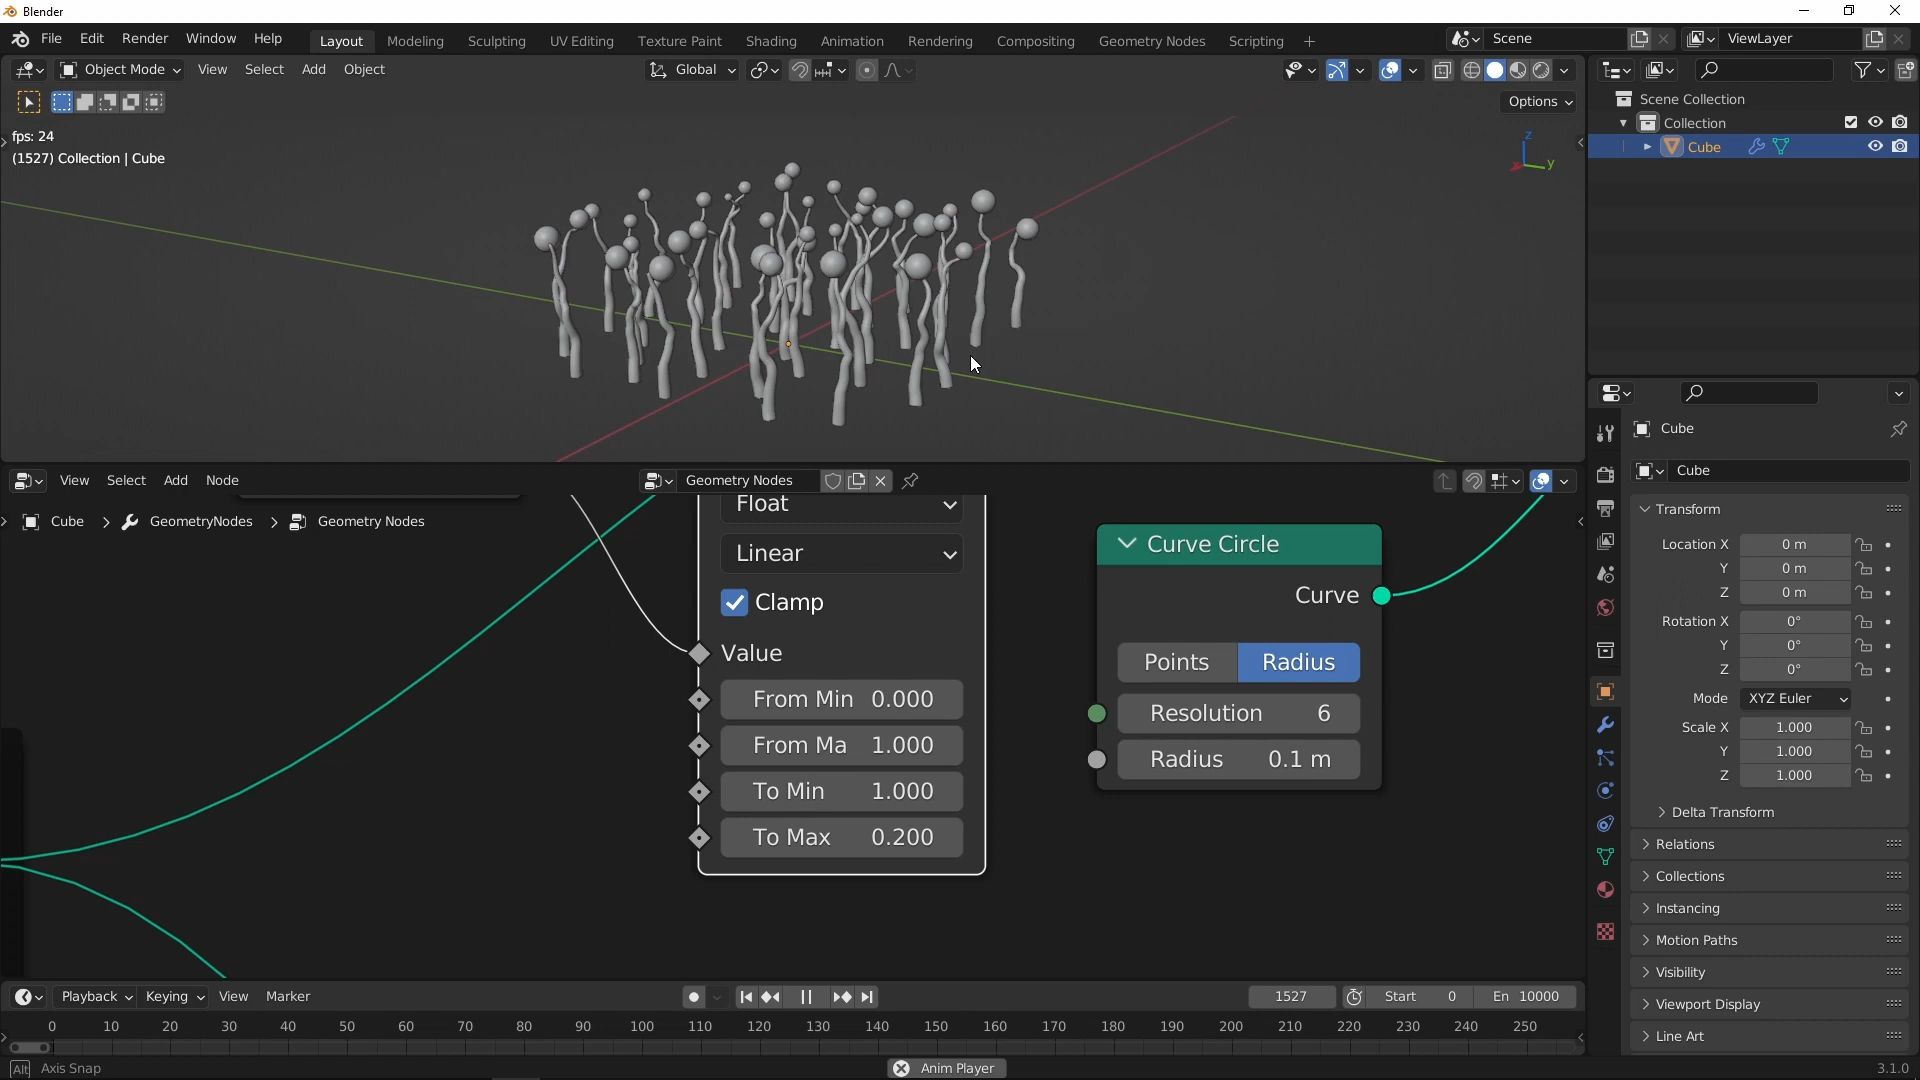 Blender
File Edit Render Window Help
Layout Modeling Sculpting UV Editing Texture Paint Shading Animation Rendering Compositing Geometry Nodes Scripting +
Scene
ViewLayer
Object Mode View Select Add Object
Global
Options
fps: 24
(1527) Collection | Cube
Z
Y
X
Scene Collection
Collection
Cube
View Select Add Node
Geometry Nodes
Cube > GeometryNodes > Geometry Nodes
Float
Linear
Clamp
Value
From Min 0.000
From Ma 1.000
To Min 1.000
To Max 0.200
Curve Circle
Curve
Points Radius
Resolution 6
Radius 0.1 m
Cube
Cube
Transform
Location X 0 m
Y 0 m
Z 0 m
Rotation X 0°
Y 0°
Z 0°
Mode XYZ Euler
Scale X 1.000
Y 1.000
Z 1.000
Delta Transform
Relations
Collections
Instancing
Motion Paths
Visibility
Viewport Display
Line Art
Playback Keying View Marker
1527
Start 0
En 10000
0 10 20 30 40 50 60 70 80 90 100 110 120 130 140 150 160 170 180 190 200 210 220 230 240 250
Alt Axis Snap
Anim Player
3.1.0